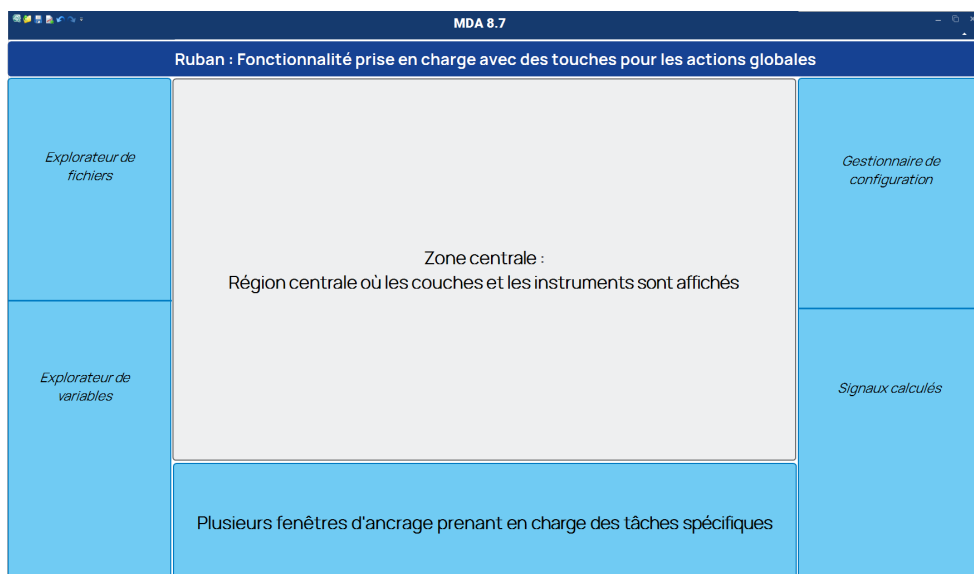 MDA 8.7
Ruban : Fonctionnalité prise en charge avec des touches pour les actions globales
Explorateur de
fichiers
Gestionnaire de
configuration
Zone centrale :
Région centrale où les couches et les instruments sont affichés
Explorateur de
variables
Signaux calculés
Plusieurs fenêtres d'ancrage prenant en charge des tâches spécifiques